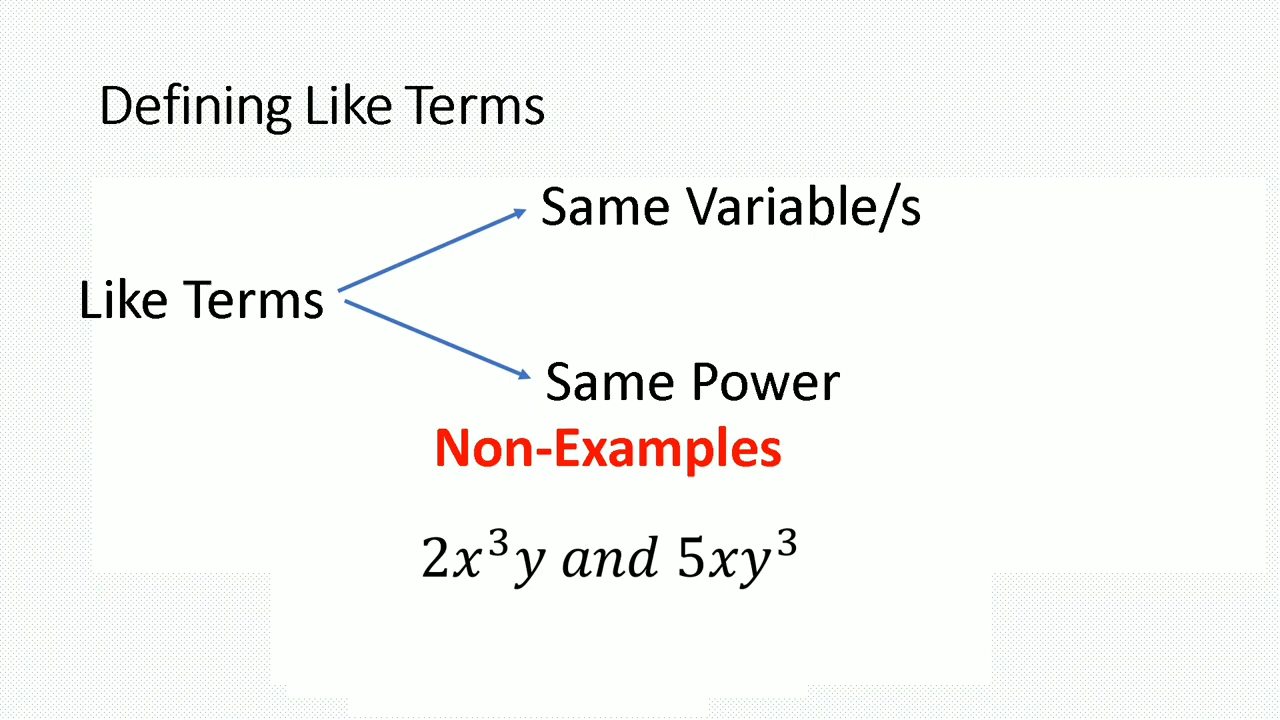 Defining Like Terms
Same Variable/s
Like Terms
Same Power
Non-Examples
2x³y and 5xy³